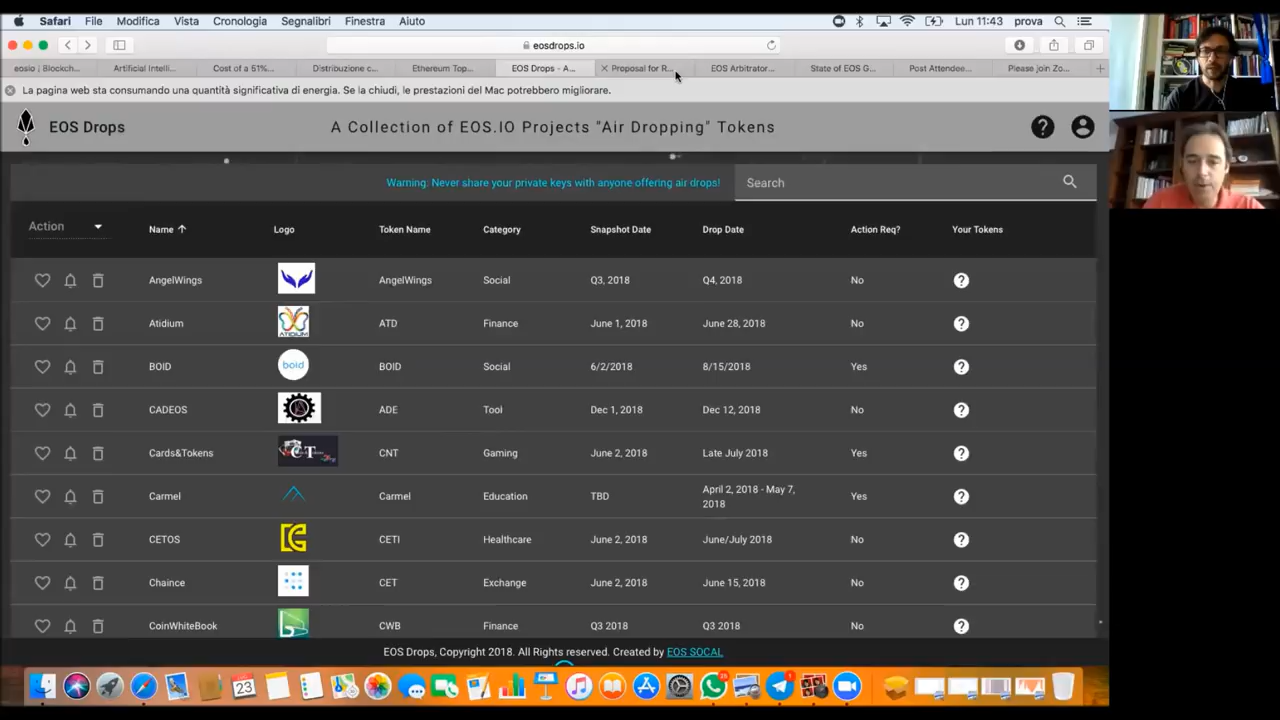 Safari File Modifica Vista Cronologia Segnalibri Finestra Aiuto Lun 11:43 prova
eosdrops.io
eosio | Blockch... Artificial Intelli... Cost of a 51%... Distribuzione c... Ethereum Top... EOS Drops - A... Proposal for R... EOS Arbitrator... State of EOS G... Post Attendee... Please join Zo...
La pagina web sta consumando una quantità significativa di energia. Se la chiudi, le prestazioni del Mac potrebbero migliorare.
EOS Drops A Collection of EOS.IO Projects "Air Dropping" Tokens
Warning: Never share your private keys with anyone offering air drops! Search
Action Name Logo Token Name Category Snapshot Date Drop Date Action Req? Your Tokens
AngelWings AngelWings Social Q3, 2018 Q4, 2018 No
Atidium ATIDIUM ATD Finance June 1, 2018 June 28, 2018 No
BOID boid BOID Social 6/2/2018 8/15/2018 Yes
CADEOS ADE Tool Dec 1, 2018 Dec 12, 2018 No
Cards&Tokens CT CNT Gaming June 2, 2018 Late July 2018 Yes
Carmel Carmel Education TBD April 2, 2018 - May 7, 2018 Yes
CETOS CETI Healthcare June 2, 2018 June/July 2018 No
Chaince CET Exchange June 2, 2018 June 15, 2018 No
CoinWhiteBook CWB Finance Q3 2018 Q3 2018 No
EOS Drops, Copyright 2018. All Rights reserved. Created by EOS SOCAL
23